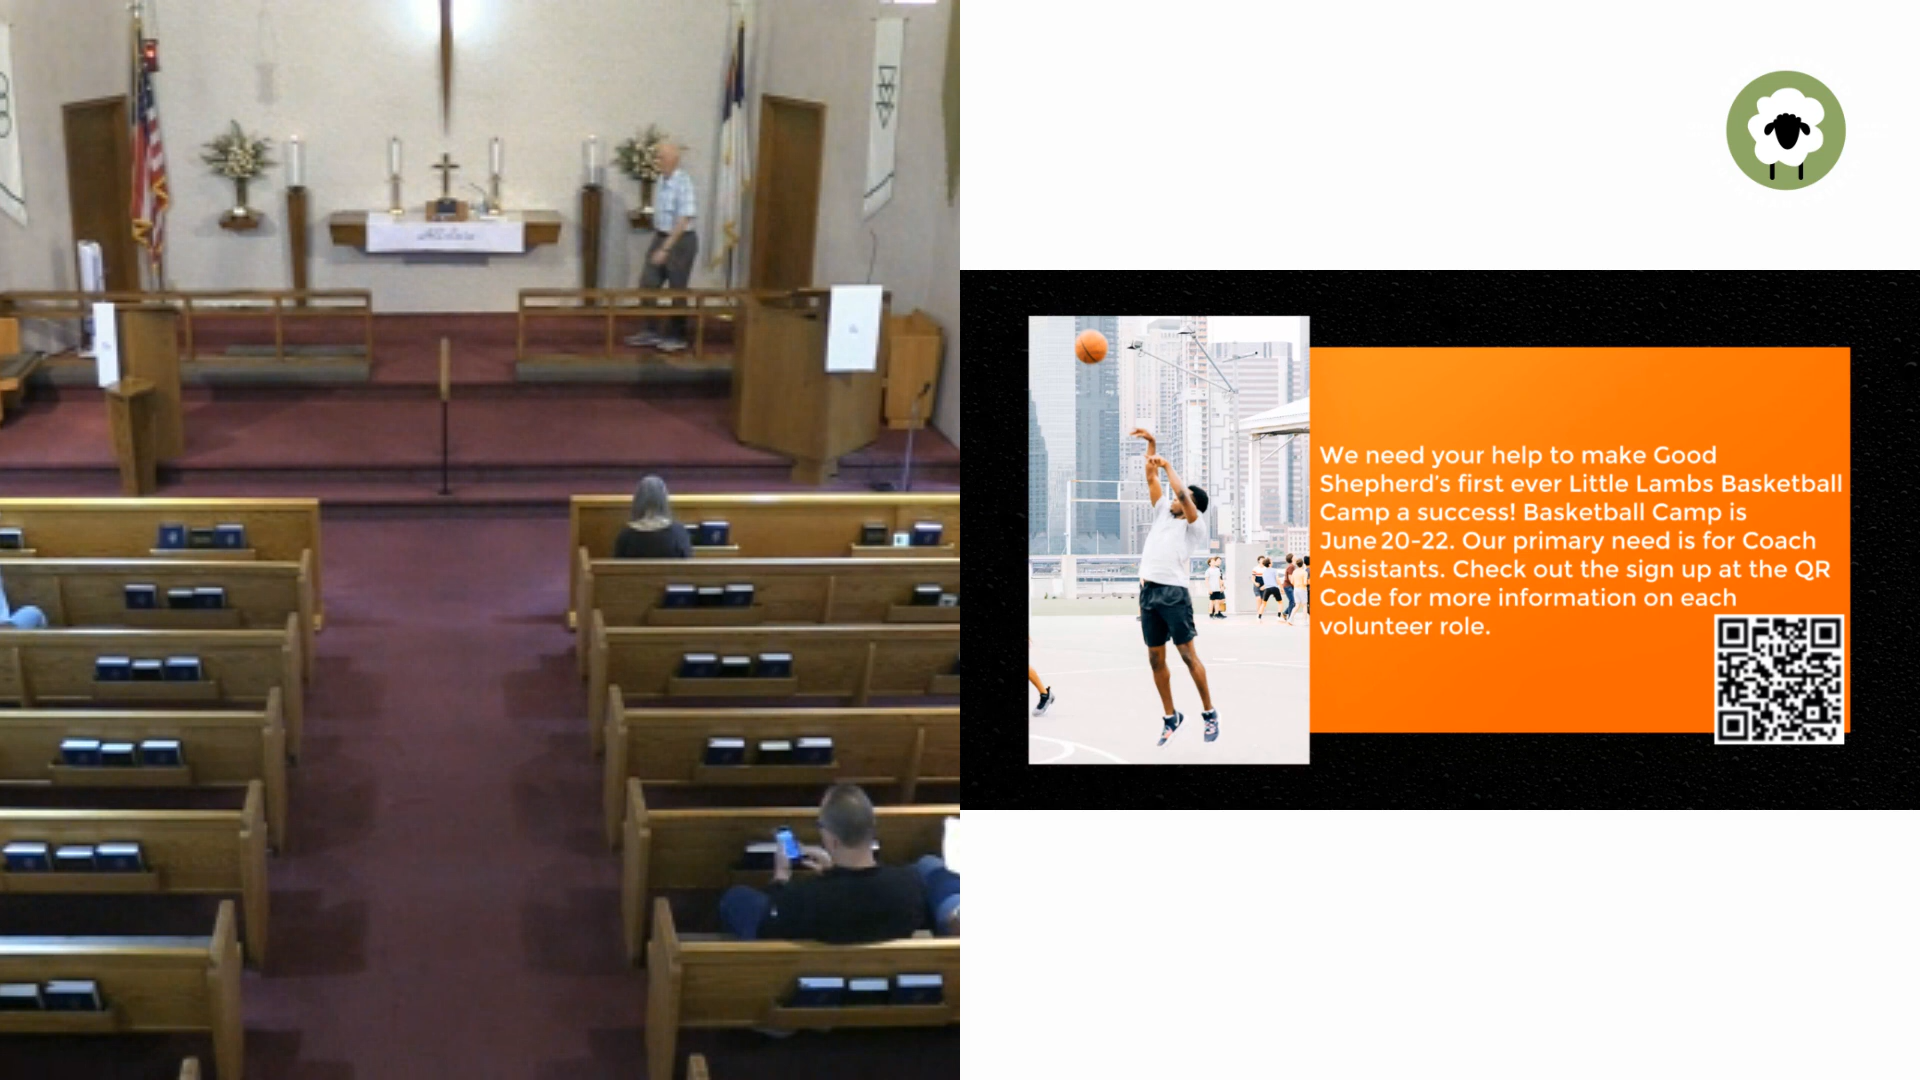 We need your help to make Good
Shepherd's first ever Little Lambs Basketball
Camp a success! Basketball Camp is
June 20-22. Our primary need is for Coach
Assistants. Check out the sign up at the QR
Code for more information on each
volunteer role.